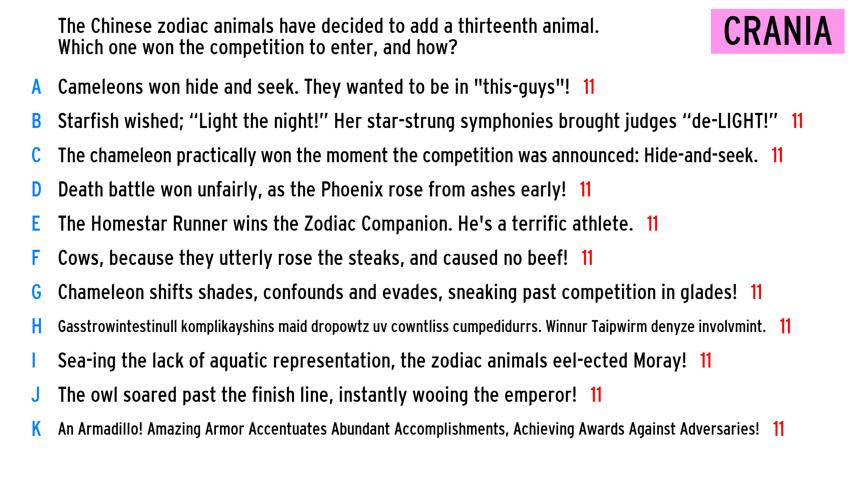 The Chinese zodiac animals have decided to add a thirteenth animal.
Which one won the competition to enter, and how?
CRANIA
A Cameleons won hide and seek. They wanted to be in "this-guys"! 11
B Starfish wished; “Light the night!” Her star-strung symphonies brought judges “de-LIGHT!” 11
C The chameleon practically won the moment the competition was announced: Hide-and-seek. 11
D Death battle won unfairly, as the Phoenix rose from ashes early! 11
E The Homestar Runner wins the Zodiac Companion. He's a terrific athlete. 11
F Cows, because they utterly rose the steaks, and caused no beef! 11
G Chameleon shifts shades, confounds and evades, sneaking past competition in glades! 11
H Gasstrowintestinull komplikayshins maid dropowtz uv cowntliss cumpedidurrs. Winnur Taipwirm denyze involvmint. 11
I Sea-ing the lack of aquatic representation, the zodiac animals eel-ected Moray! 11
J The owl soared past the finish line, instantly wooing the emperor! 11
K An Armadillo! Amazing Armor Accentuates Abundant Accomplishments, Achieving Awards Against Adversaries! 11